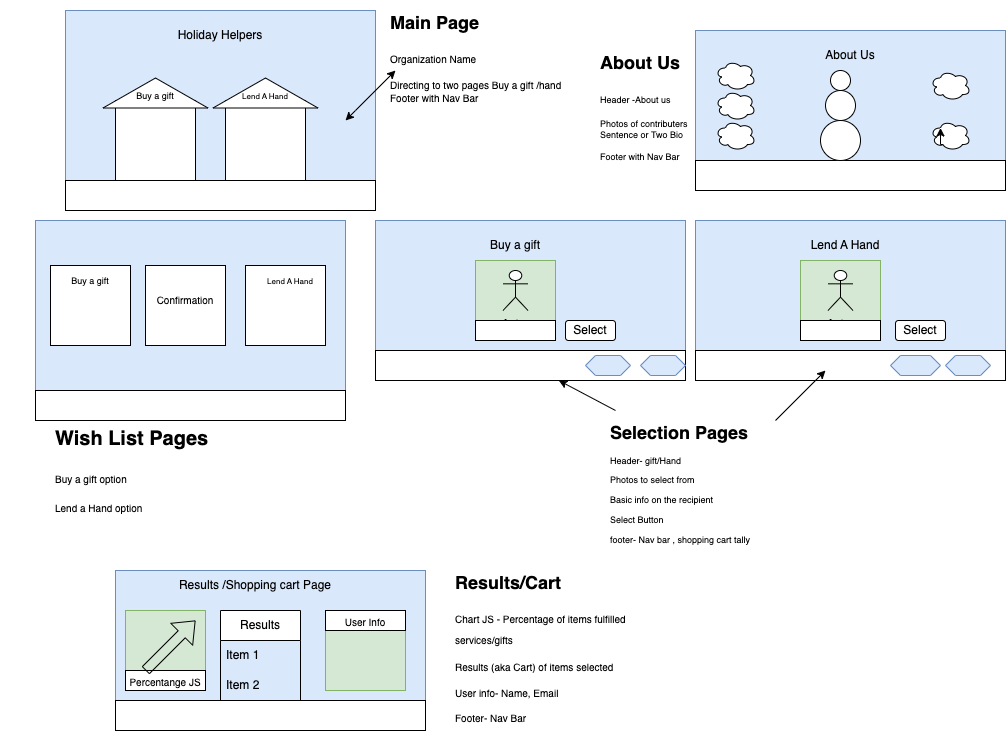 Holiday Helpers
Buy a gift
Lend A Hand
Main Page
Organization Name
Directing to two pages Buy a gift /hand
Footer with Nav Bar
About Us
Header -About us
Photos of contributers
Sentence or Two Bio
Footer with Nav Bar
About Us
Buy a gift
Confirmation
Lend A Hand
Wish List Pages
Buy a gift option
Lend a Hand option
Buy a gift
Select
Lend A Hand
Select
Selection Pages
Header- gift/Hand
Photos to select from
Basic info on the recipient
Select Button
footer- Nav bar , shopping cart tally
Results /Shopping cart Page
Percentange JS
Results
Item 1
Item 2
User Info
Results/Cart
Chart JS - Percentage of items fulfilled
services/gifts
Results (aka Cart) of items selected
User info- Name, Email
Footer- Nav Bar